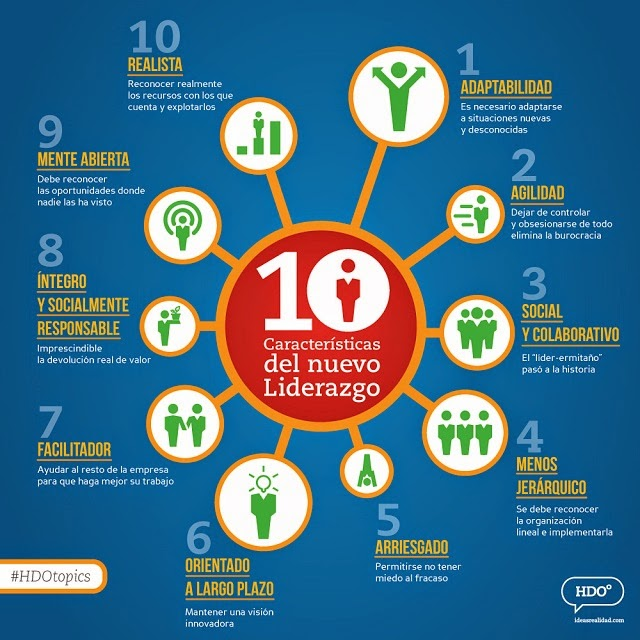 10
Características
del nuevo
Liderazgo
1
ADAPTABILIDAD
Es necesario adaptarse
a situaciones nuevas
y desconocidas
2
AGILIDAD
Dejar de controlar
y obsesionarse de todo
elimina la burocracia
3
SOCIAL
Y COLABORATIVO
El "lider-ermitaño"
pasó a la historia
4
MENOS
JERÁRQUICO
Se debe reconocer
la organización
lineal e implementarla
5
ARRIESGADO
Permitirse no tener
miedo al fracaso
6
ORIENTADO
A LARGO PLAZO
Mantener una visión
innovadora
7
FACILITADOR
Ayudar al resto de la empresa
para que haga mejor su trabajo
8
ÍNTEGRO
Y SOCIALMENTE
RESPONSABLE
Imprescindible
la devolución real de valor
9
MENTE ABIERTA
Debe reconocer
las oportunidades donde
nadie las ha visto
10
REALISTA
Reconocer realmente
los recursos con los que
cuenta y explotarlos
#HDOtopics
HDO°
ideasrealidad.com